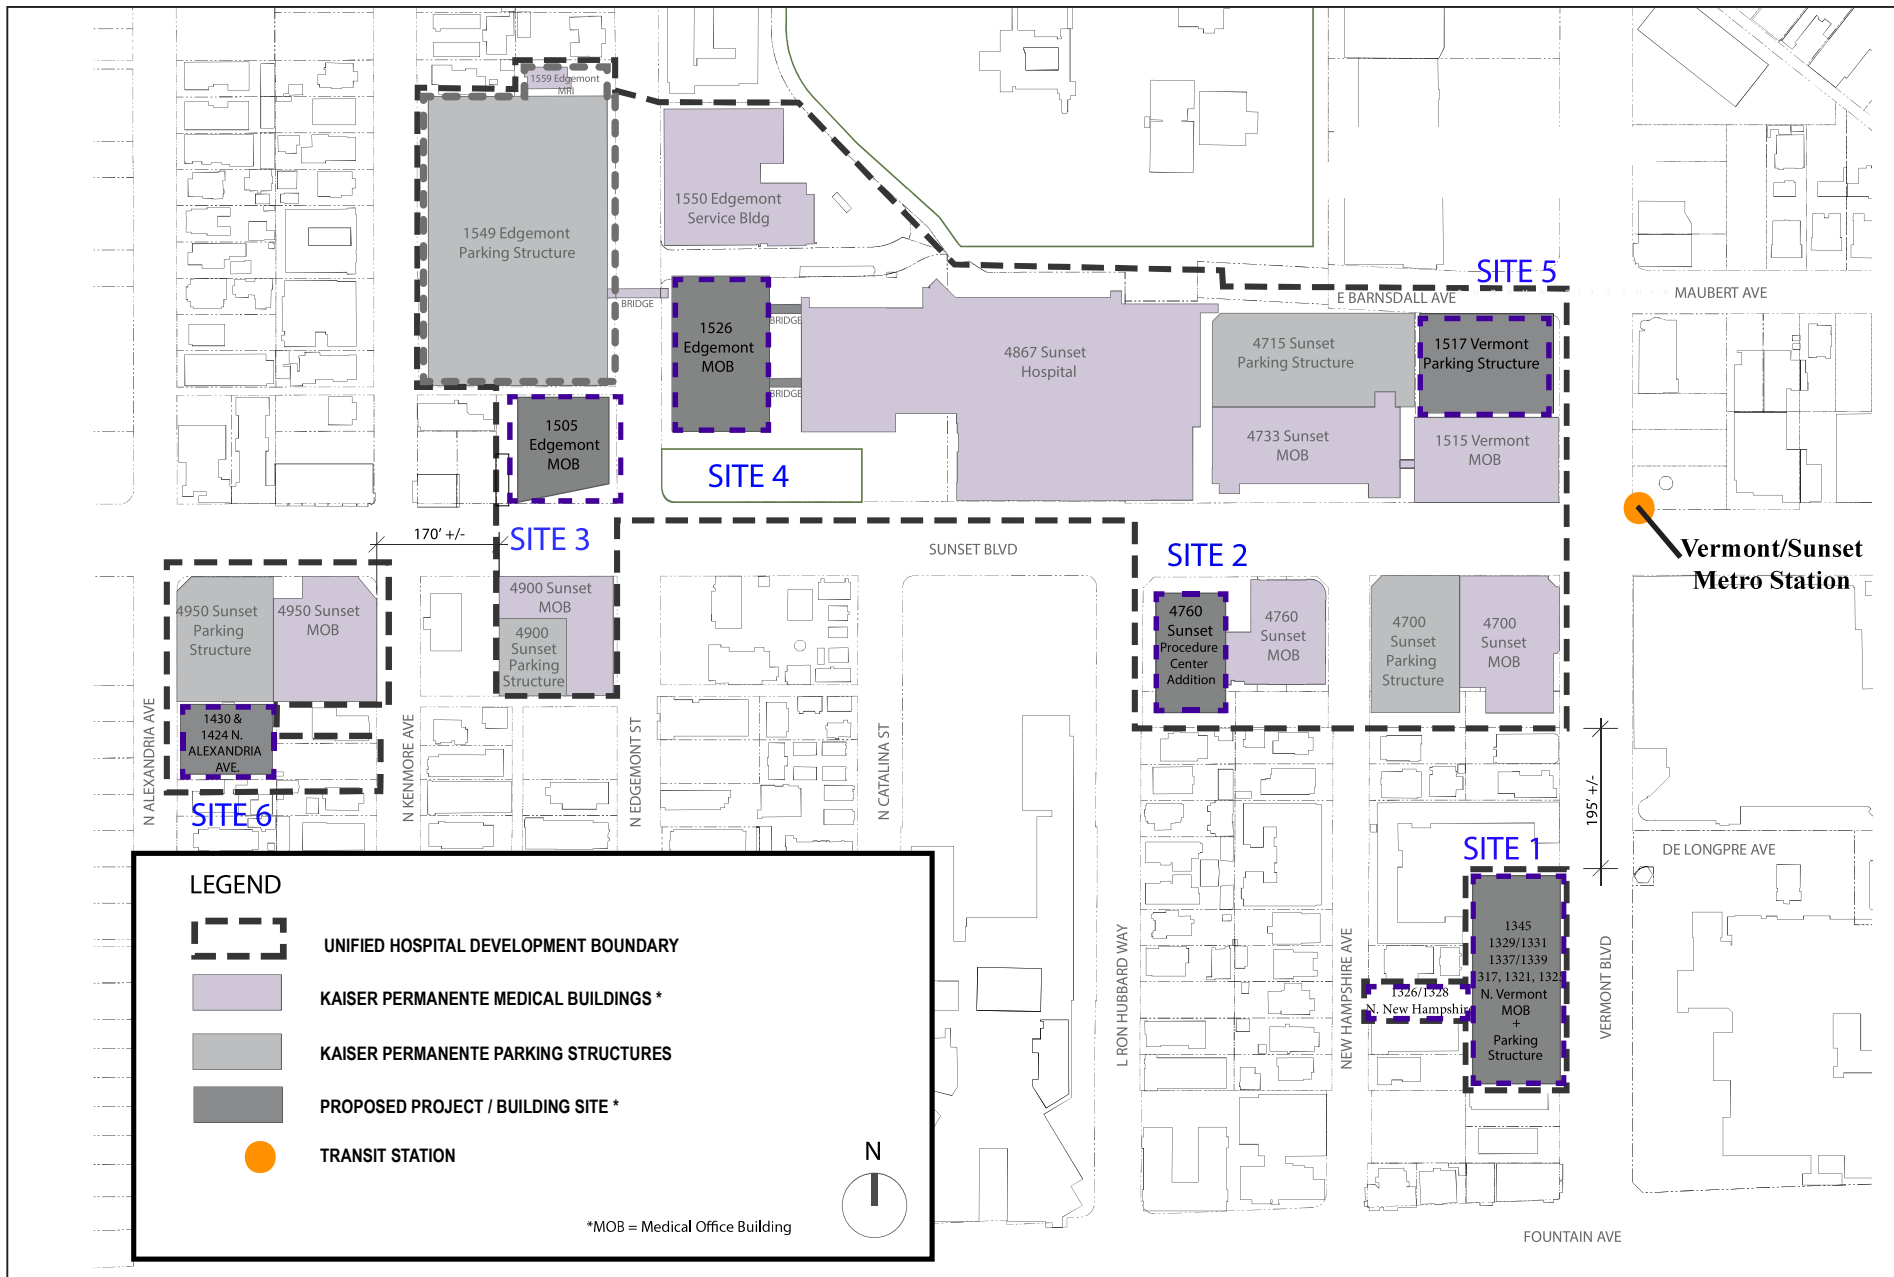 1559 Edgemont
MRI
1549 Edgemont
Parking Structure
1550 Edgemont
Service Bldg
BRIDGE
1526
Edgemont
MOB
BRIDGE
BRIDGE
4867 Sunset
Hospital
SITE 5
E BARNSDALL AVE
MAUBERT AVE
4715 Sunset
Parking Structure
1517 Vermont
Parking Structure
1505
Edgemont
MOB
SITE 4
4733 Sunset
MOB
1515 Vermont
MOB
170' +/-
SITE 3
SUNSET BLVD
SITE 2
Vermont/Sunset
Metro Station
4950 Sunset
Parking
Structure
4950 Sunset
MOB
4900 Sunset
MOB
4900
Sunset
Parking
Structure
4760
Sunset
Procedure
Center
Addition
4760
Sunset
MOB
4700
Sunset
Parking
Structure
4700
Sunset
MOB
1430 &
1424 N.
ALEXANDRIA
AVE.
SITE 6
N ALEXANDRIA AVE
N KENMORE AVE
N EDGEMONT ST
N CATALINA ST
L RON HUBBARD WAY
NEW HAMPSHIRE AVE
VERMONT BLVD
195' +/-
DE LONGPRE AVE
SITE 1
1345
1329/1331
1337/1339
317, 1321, 132
N. Vermont
MOB
+
Parking
Structure
1326/1328
N. New Hampshir
FOUNTAIN AVE
LEGEND
UNIFIED HOSPITAL DEVELOPMENT BOUNDARY
KAISER PERMANENTE MEDICAL BUILDINGS *
KAISER PERMANENTE PARKING STRUCTURES
PROPOSED PROJECT / BUILDING SITE *
TRANSIT STATION
N
*MOB = Medical Office Building